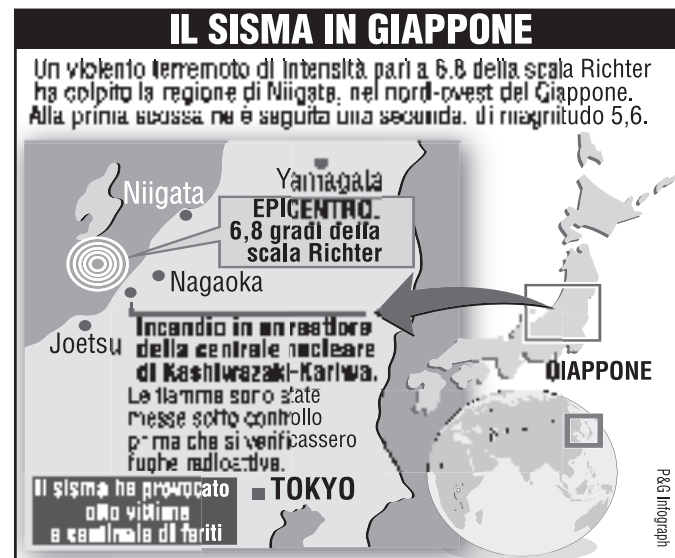 IL SISMA IN GIAPPONE
Un violento terremoto di intensità pari a 6.8 della scala Richter
ha colpito la regione di Niigata, nel nord-ovest del Giappone.
Alla prima scossa ne è seguita una seconda, di magnitudo 5,6.
Yamagata
Niigata
EPICENTRO.
6,8 gradi della
scala Richter
Nagaoka
Joetsu
Incendio in un reattore
della centrale nucleare
di Kashiwazaki-Kariwa.
Le fiamme sono state
messe sotto controllo
prima che si verificassero
fughe radioattive.
GIAPPONE
TOKYO
Il sisma ha provocato
otto vittime
e centinaia di feriti
P&G Infograph